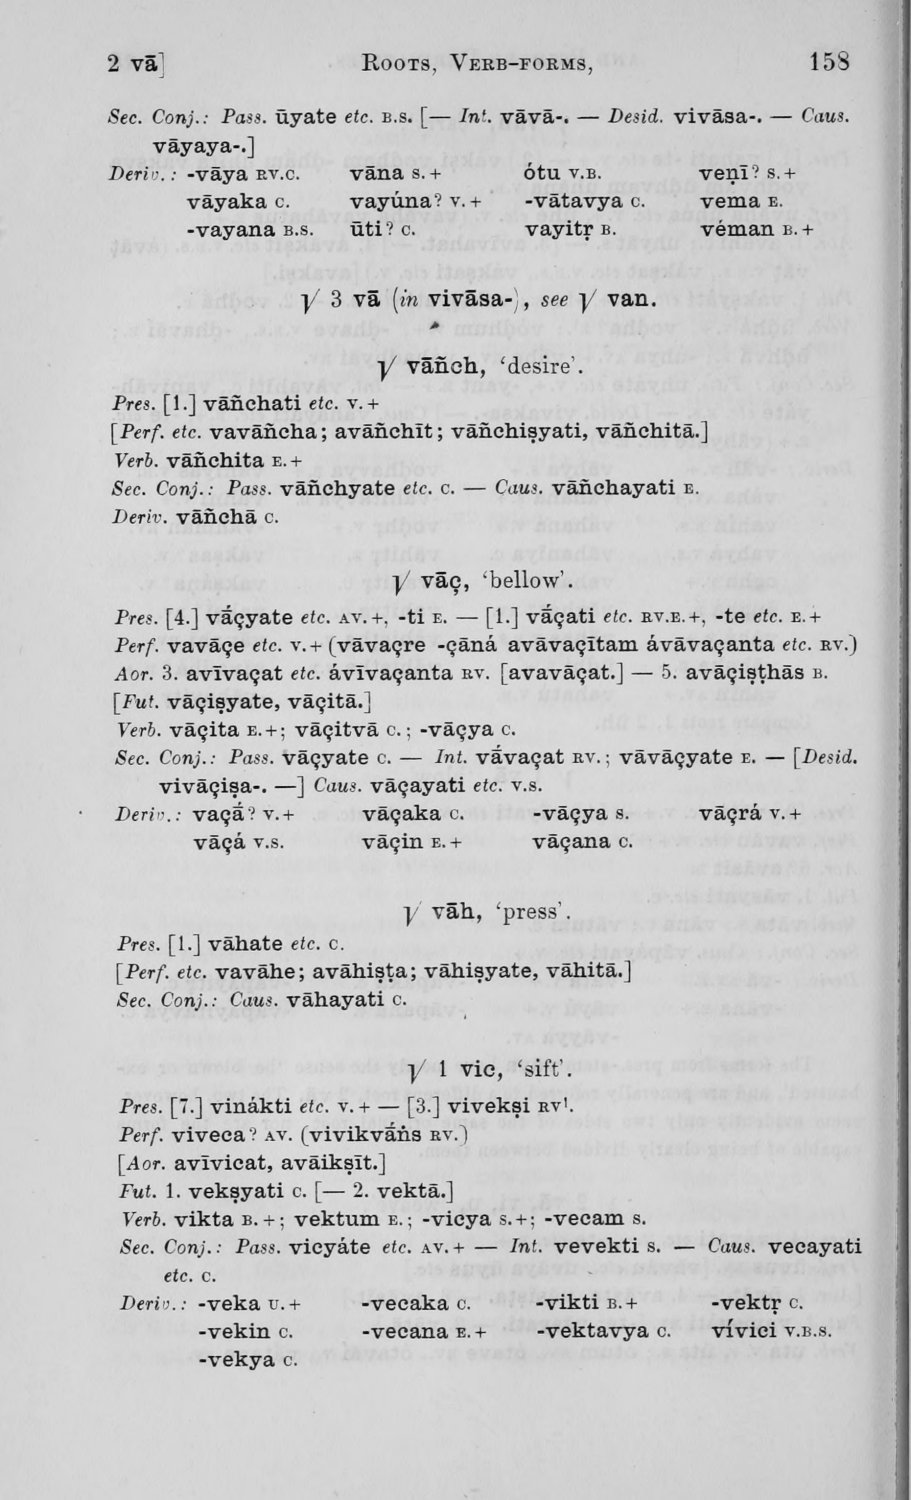 2 vā] Roots, Verb-forms, 158
Sec. Conj.: Pass. ūyate etc. b.s. [— Int. vāvā-. — Desid. vivāsa-. — Caus.
vāyaya-.]
Deriv.: -vāya rv.c. vāna s.+ ótu v.b. veṇī? s.+
vāyaka c. vayúna? v.+ -vātavya c. vema e.
-vayana b.s. ūti? c. vayitṛ b. véman b.+
√ 3 vā (in vivāsa-), see √ van.
√ vāñch, ‘desire’.
Pres. [1.] vāñchati etc. v.+
[Perf. etc. vavāñcha; avāñchīt; vāñchiṣyati, vāñchitā.]
Verb. vāñchita e.+
Sec. Conj.: Pass. vāñchyate etc. c. — Caus. vāñchayati e.
Deriv. vāñchā c.
√ vāç, ‘bellow’.
Pres. [4.] vā́çyate etc. av.+, -ti e. — [1.] vā́çati etc. rv.e.+, -te etc. e.+
Perf. vavāçe etc. v.+ (vāvaçre -çāná avāvaçītam ávāvaçanta etc. rv.)
Aor. 3. avīvaçat etc. ávīvaçanta rv. [avavāçat.] — 5. avāçiṣṭhās b.
[Fut. vāçiṣyate, vāçitā.]
Verb. vāçita e.+; vāçitvā c.; -vāçya c.
Sec. Conj.: Pass. vāçyate c. — Int. vā́vaçat rv.; vāvāçyate e. — [Desid.
vivāçiṣa-. —] Caus. vāçayati etc. v.s.
Deriv.: vaçā́? v.+ vāçaka c. -vāçya s. vāçrá v.+
vāçá v.s. vāçin e.+ vāçana c.
√ vāh, ‘press’.
Pres. [1.] vāhate etc. c.
[Perf. etc. vavāhe; avāhiṣṭa; vāhiṣyate, vāhitā.]
Sec. Conj.: Caus. vāhayati c.
√ 1 vic, ‘sift’.
Pres. [7.] vinákti etc. v.+ — [3.] vivekṣi rv¹.
Perf. viveca? av. (vivikvā́ṅs rv.)
[Aor. avīvicat, avāikṣīt.]
Fut. 1. vekṣyati c. [— 2. vektā.]
Verb. vikta b.+; vektum e.; -vicya s.+; -vecam s.
Sec. Conj.: Pass. vicyáte etc. av.+ — Int. vevekti s. — Caus. vecayati
etc. c.
Deriv.: -veka u.+ -vecaka c. -vikti b.+ -vektṛ c.
-vekin c. -vecana e.+ -vektavya c. vívici v.b.s.
-vekya c.